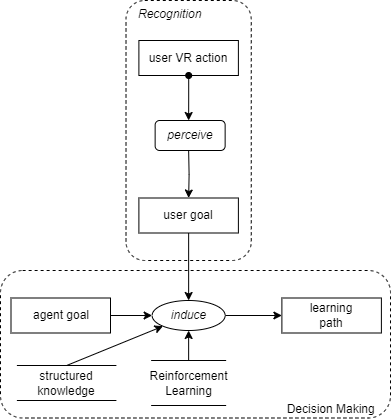 Recognition
user VR action
perceive
user goal
agent goal
induce
learning
path
structured
knowledge
Reinforcement
Learning
Decision Making